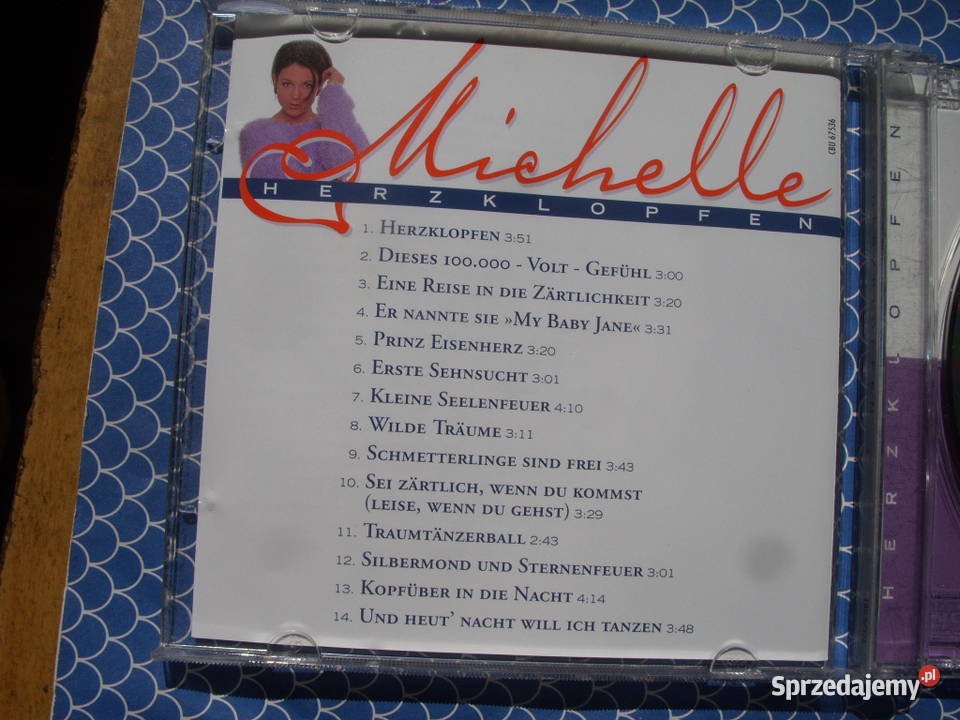 Michelle
CBU 67536
HERZKLOPFEN
1. HERZKLOPFEN 3:51
2. DIESES 100.000 - VOLT - GEFÜHL 3:00
3. EINE REISE IN DIE ZÄRTLICHKEIT 3:20
4. ER NANNTE SIE »MY BABY JANE« 3:31
5. PRINZ EISENHERZ 3:20
6. ERSTE SEHNSUCHT 3:01
7. KLEINE SEELENFEUER 4:10
8. WILDE TRÄUME 3:11
9. SCHMETTERLINGE SIND FREI 3:43
10. SEI ZÄRTLICH, WENN DU KOMMST
(LEISE, WENN DU GEHST) 3:29
11. TRAUMTÄNZERBALL 2:43
12. SILBERMOND UND STERNENFEUER 3:01
13. KOPFÜBER IN DIE NACHT 4:14
14. UND HEUT' NACHT WILL ICH TANZEN 3:48
HERZKLOPFEN
Sprzedajemy.pl